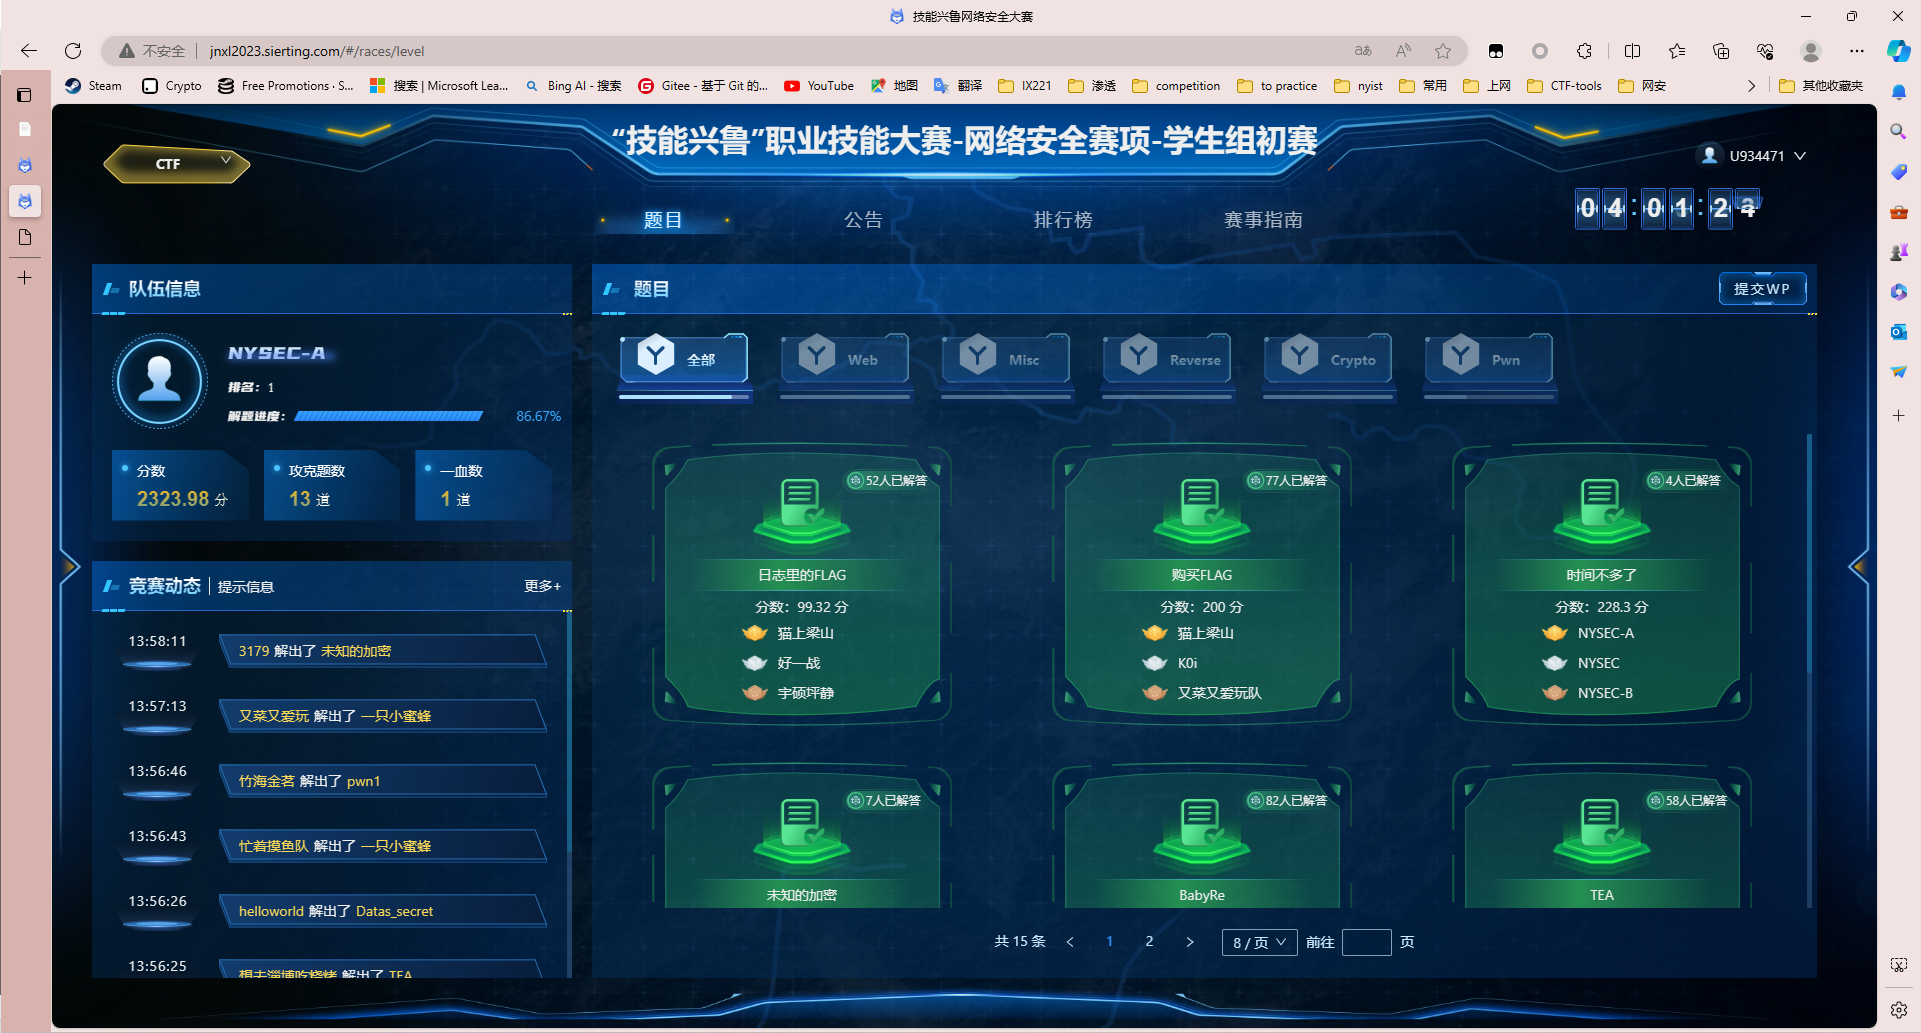 技能兴鲁网络安全大赛
不安全
jnxl2023.sierting.com/#/races/level
Steam
Crypto
Free Promotions · S...
搜索 | Microsoft Lea...
Bing AI - 搜索
Gitee - 基于 Git 的...
YouTube
地图
翻译
IX221
渗透
competition
to practice
nyist
常用
上网
CTF-tools
网安
其他收藏夹
“技能兴鲁”职业技能大赛-网络安全赛项-学生组初赛
CTF
U934471
题目
公告
排行榜
赛事指南
04:01:2
队伍信息
NYSEC-A
排名：1
解题进度：
86.67%
分数
2323.98 分
攻克题数
13 道
一血数
1 道
竞赛动态
提示信息
更多+
13:58:11
3179 解出了 未知的加密
13:57:13
又菜又爱玩 解出了 一只小蜜蜂
13:56:46
竹海金茗 解出了 pwn1
13:56:43
忙着摸鱼队 解出了 一只小蜜蜂
13:56:26
helloworld 解出了 Datas_secret
13:56:25
想去淄博吃烧烤 解出了 TEA
题目
提交WP
全部
Web
Misc
Reverse
Crypto
Pwn
52人已解答
日志里的FLAG
分数：99.32 分
猫上梁山
好一战
宇硕坪静
77人已解答
购买FLAG
分数：200 分
猫上梁山
K0i
又菜又爱玩队
4人已解答
时间不多了
分数：228.3 分
NYSEC-A
NYSEC
NYSEC-B
7人已解答
未知的加密
82人已解答
BabyRe
58人已解答
TEA
共 15 条
1
2
8 / 页
前往
页